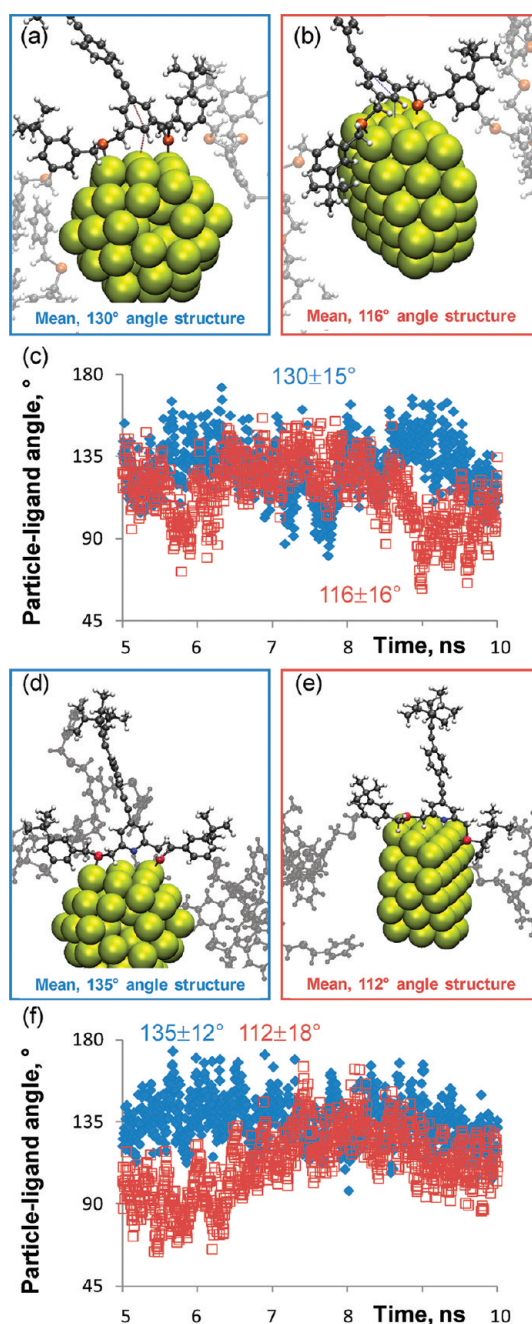 (a)
(b)
Mean, 130° angle structure
Mean, 116° angle structure
(c)
Particle-ligand angle, °
180
135
90
45
130±15°
116±16°
5 6 7 8 Time, ns 10
(d)
(e)
Mean, 135° angle structure
Mean, 112° angle structure
(f)
Particle-ligand angle, °
180
135
90
45
135±12° 112±18°
5 6 7 8 Time, ns 10